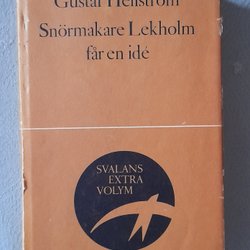 Gustaf Hellström
Snörmakare Lekholm
får en idé
SVALANS
EXTRA
VOLYM